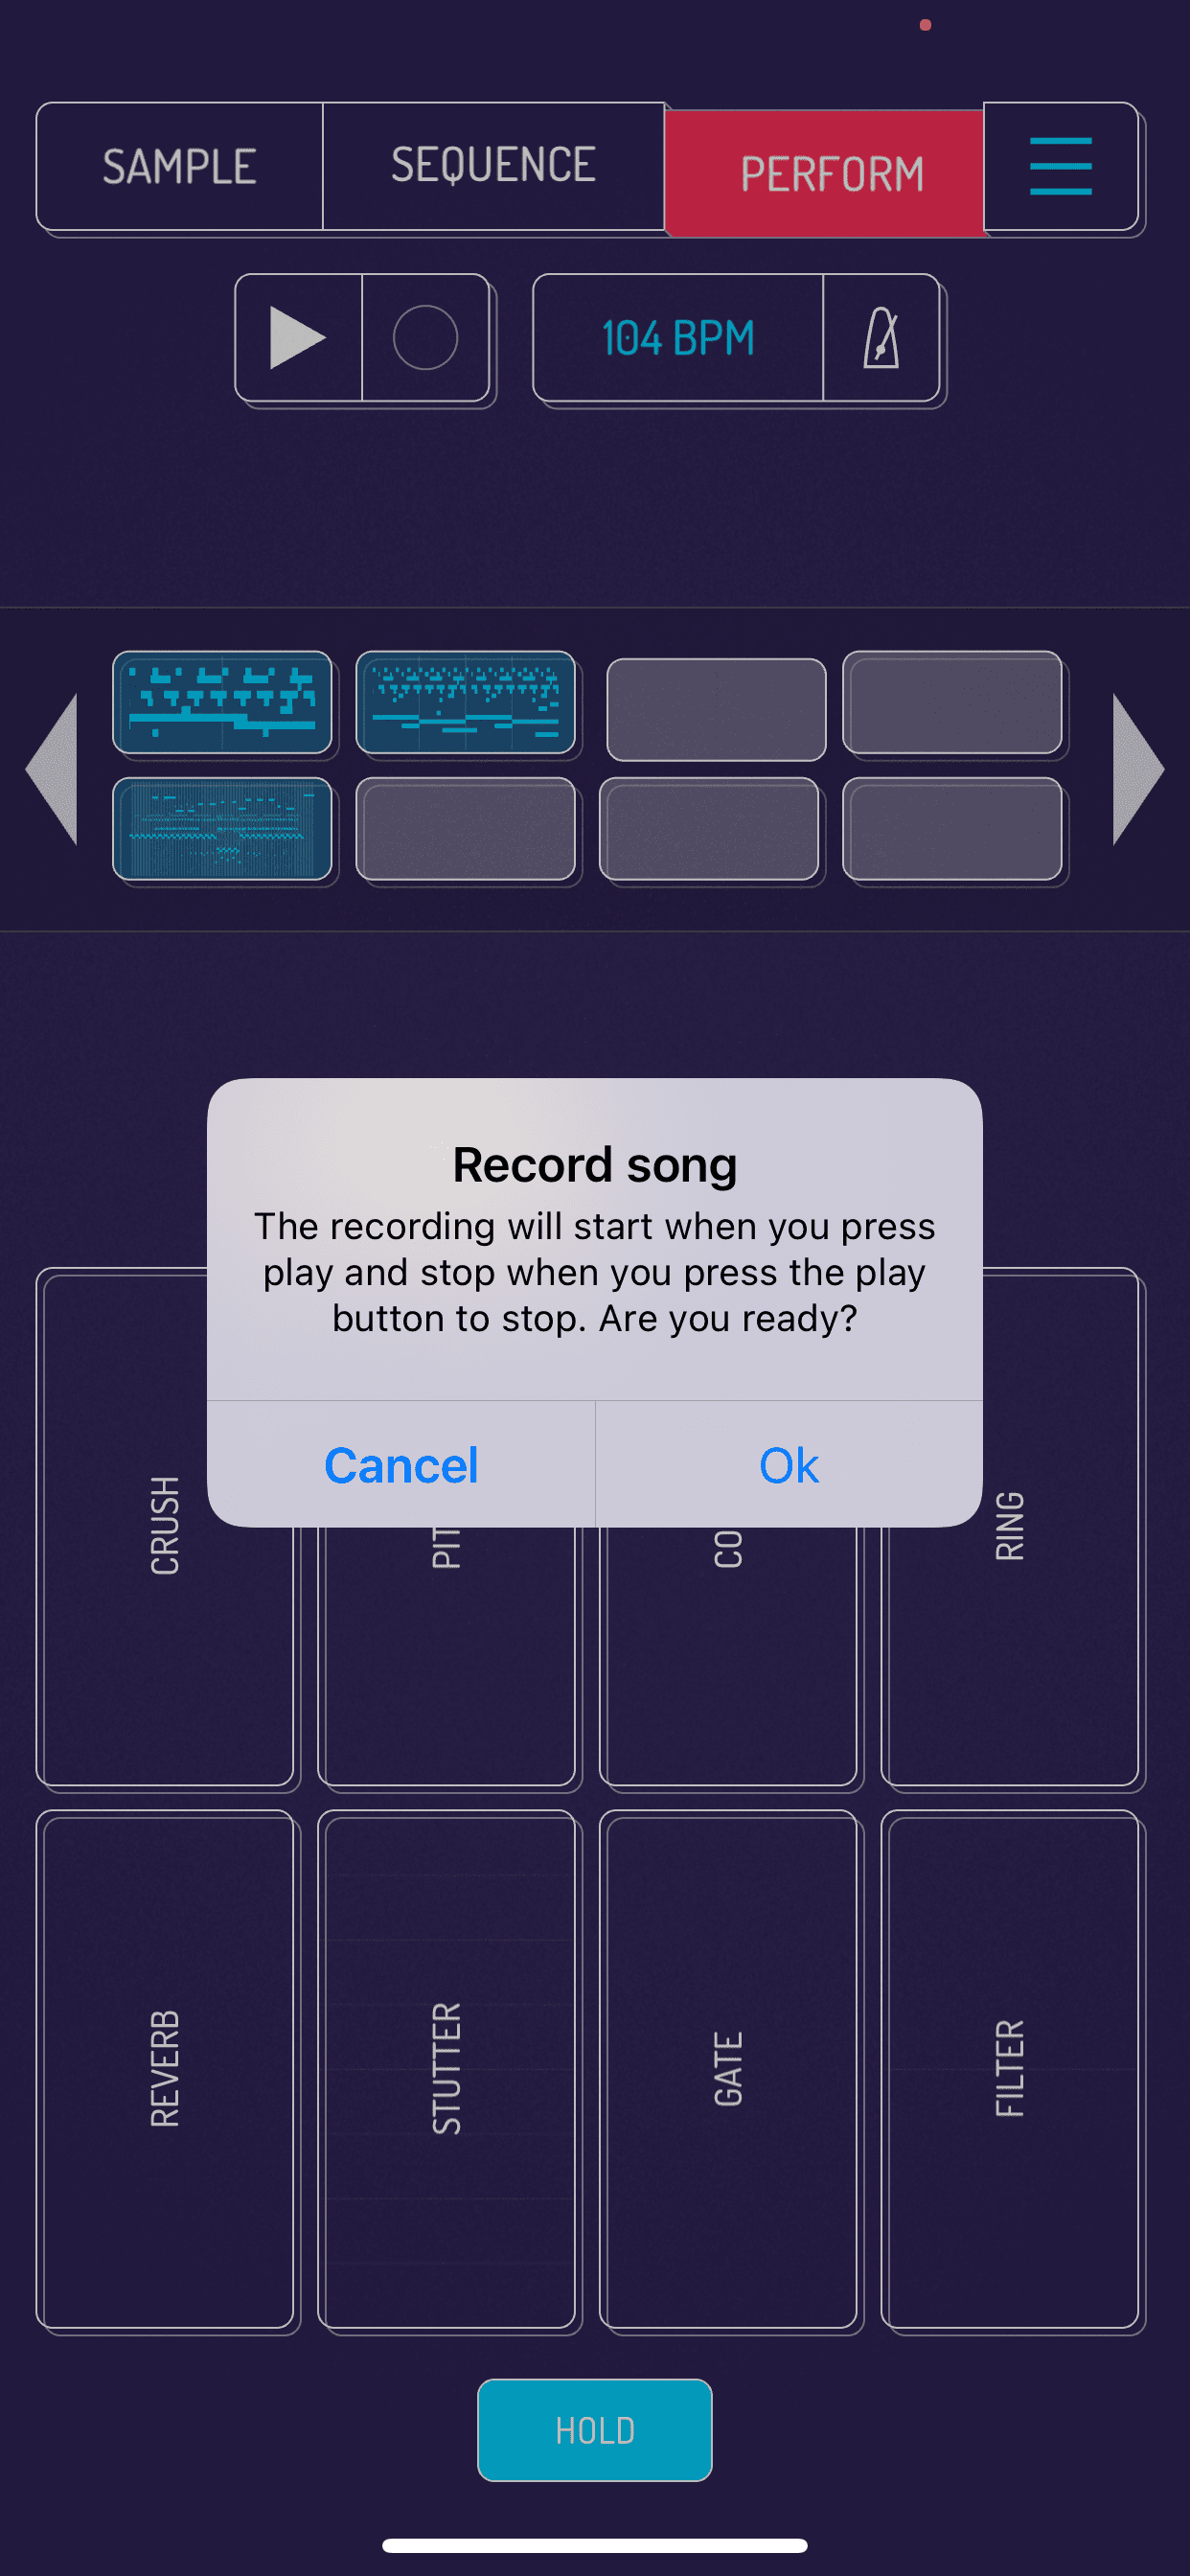 SAMPLE SEQUENCE PERFORM
104 BPM
Record song
The recording will start when you press
play and stop when you press the play
button to stop. Are you ready?
Cancel Ok
CRUSH PIT CO RING
REVERB STUTTER GATE FILTER
HOLD